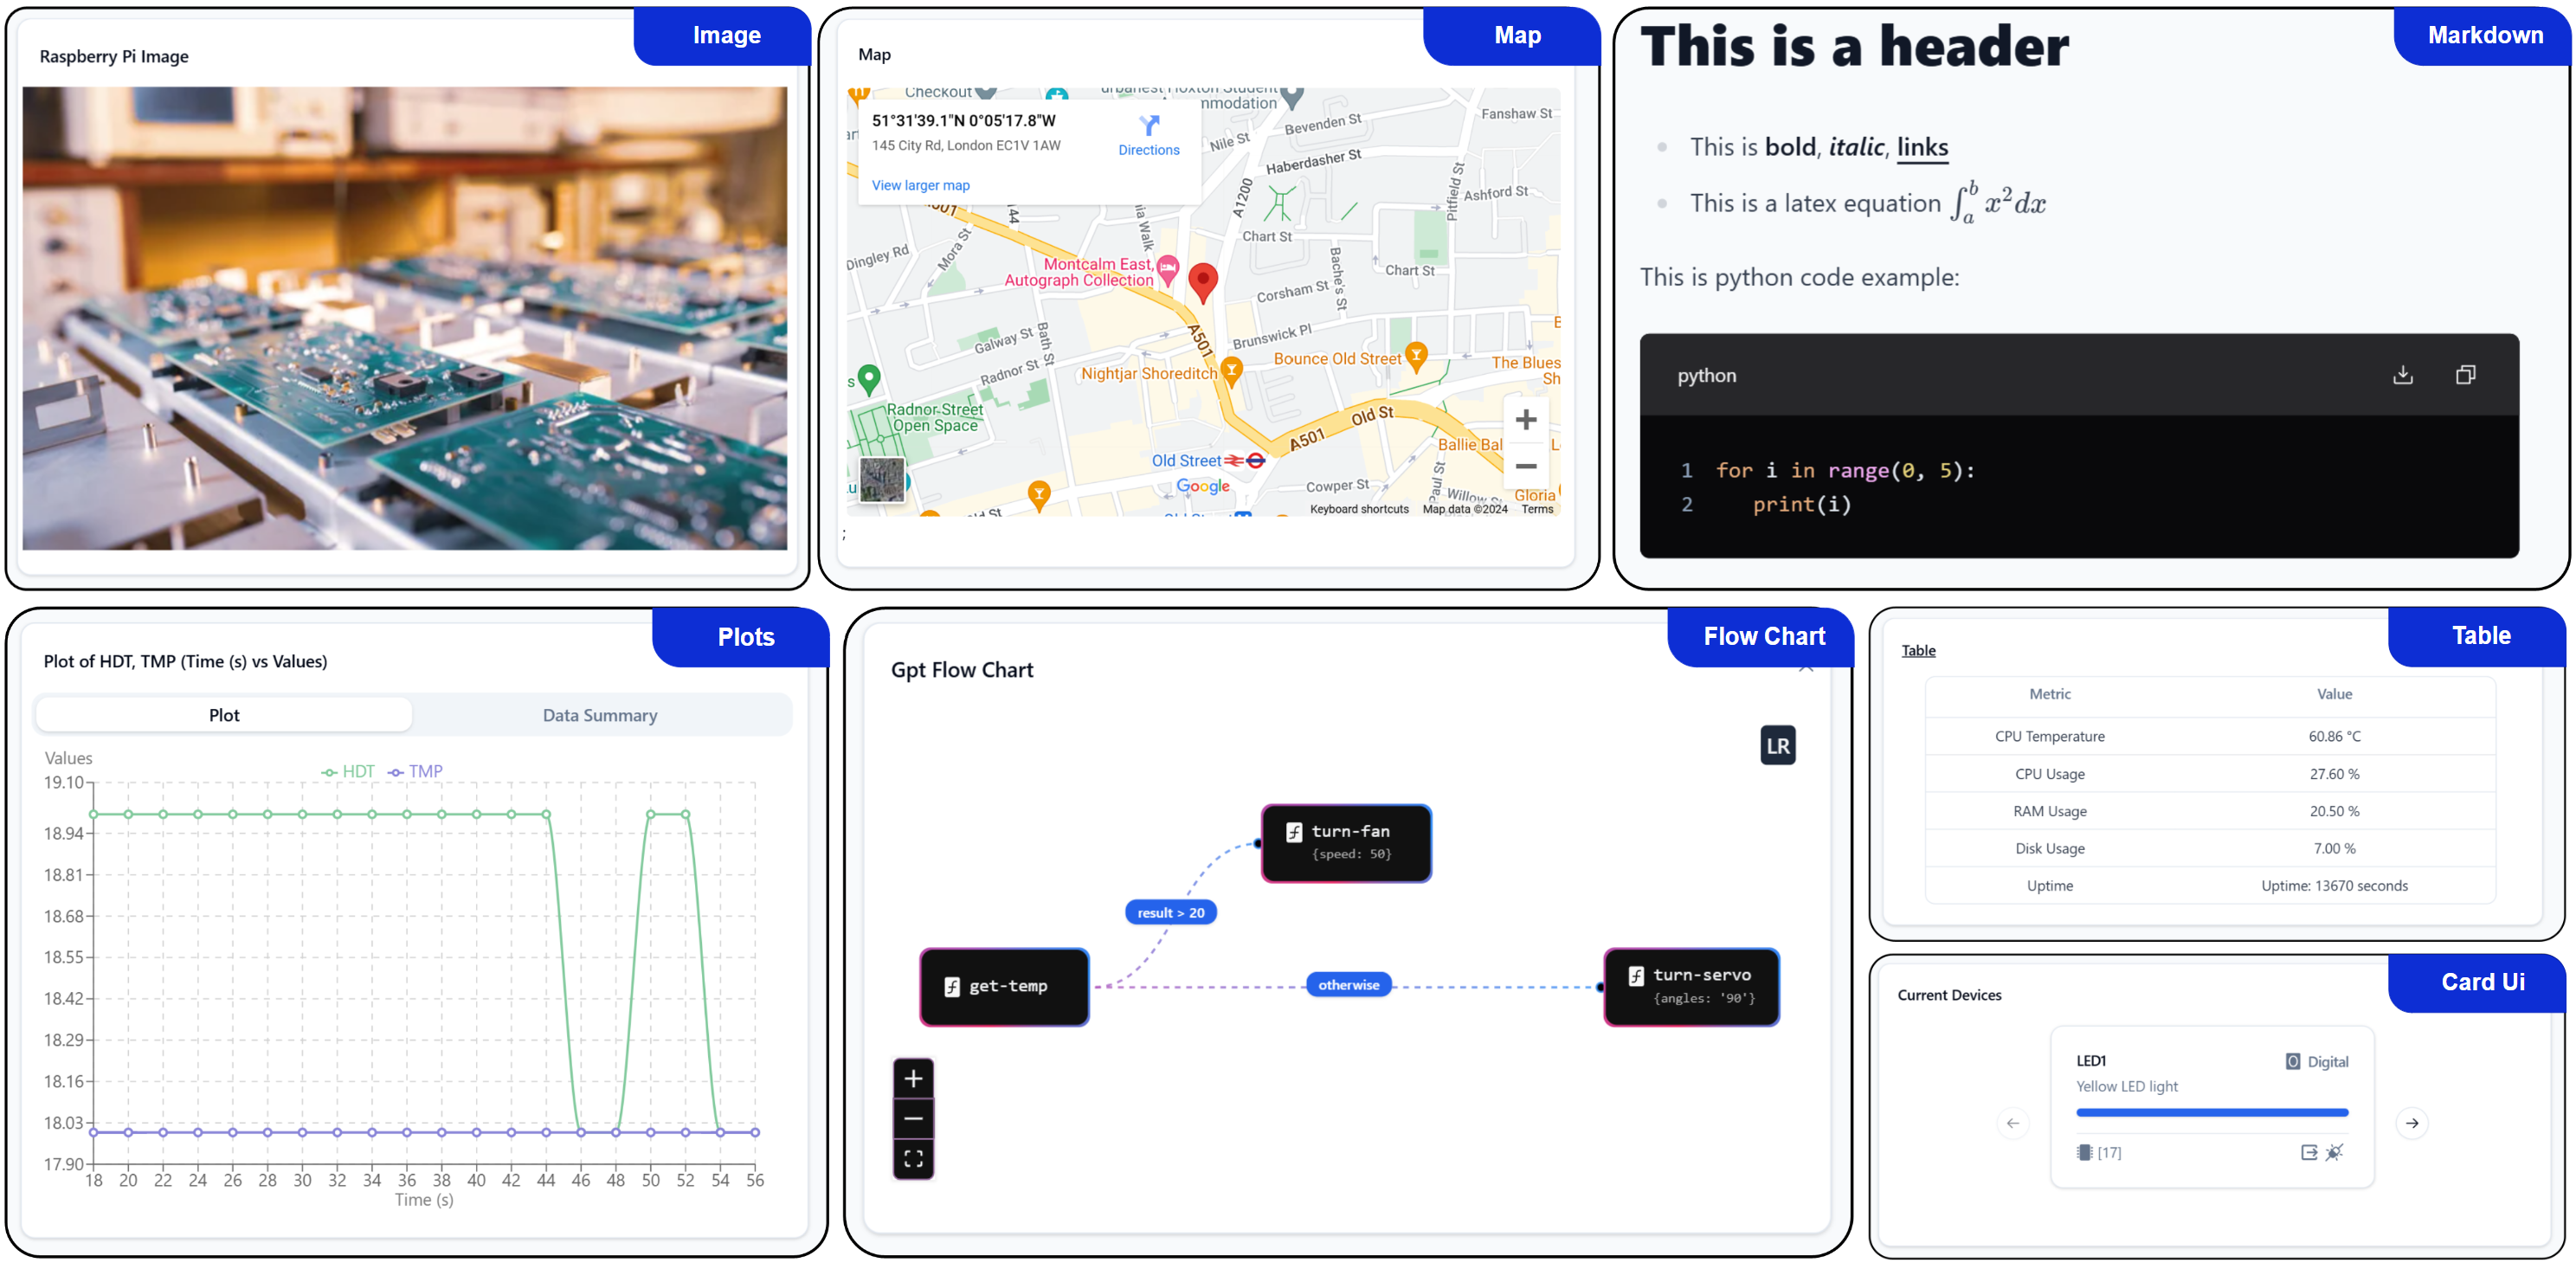 Image
Raspberry Pi Image
Map
Map
Checkout
urbanest Hoxton Student
mmodation
51°31'39.1"N 0°05'17.8"W
145 City Rd, London EC1V 1AW
Directions
View larger map
Fanshaw St
Bevenden St
Nile St
Haberdasher St
A1200
Pitfield St
Ashford St
Mora St
Dingley Rd
nia Walk
Chart St
Chart St
Bache's St
Montcalm East,
Autograph Collection
Corsham St
Galway St
Bath St
A501
Brunswick Pl
Radnor St
Nightjar Shoreditch
Bounce Old Street
The Blues
Sh
Radnor Street
Open Space
A501
Old St
Ballie Bal
Old Street
Google
Paul St
Cowper St
Willow S
Gloria
Keyboard shortcuts Map data ©2024 Terms
;
Markdown
This is a header
This is bold, italic, links
This is a latex equation ∫_a^b x² dx
This is python code example:
python
1 for i in range(0, 5):
2 print(i)
Plots
Plot of HDT, TMP (Time (s) vs Values)
Plot Data Summary
Values
HDT TMP
19.10
18.94
18.81
18.68
18.55
18.42
18.29
18.16
18.03
17.90
18 20 22 24 26 28 30 32 34 36 38 40 42 44 46 48 50 52 54 56
Time (s)
Flow Chart
Gpt Flow Chart
LR
turn-fan
{speed: 50}
result > 20
get-temp
otherwise
turn-servo
{angles: '90'}
Table
Table
Metric Value
CPU Temperature 60.86 °C
CPU Usage 27.60 %
RAM Usage 20.50 %
Disk Usage 7.00 %
Uptime Uptime: 13670 seconds
Card Ui
Current Devices
LED1 Digital
Yellow LED light
[17]